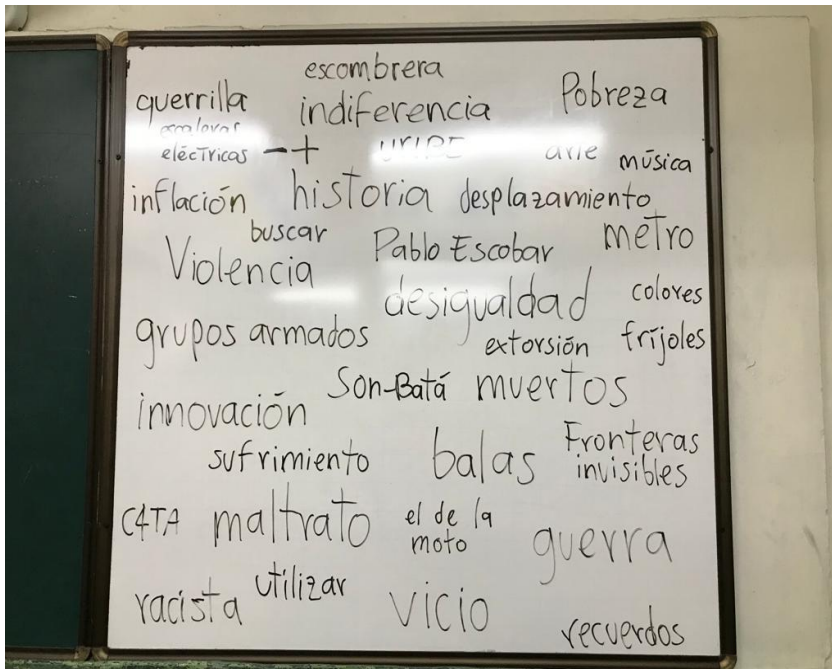 escombrera
guerrilla
indiferencia
Pobreza
escaleras
eléctricas - +
URIBE
arte
música
inflación
historia
desplazamiento
buscar
Violencia
Pablo Escobar
metro
desigualdad
colores
grupos armados
extorsión
fríjoles
innovación
Son-Batá
muertos
sufrimiento
balas
Fronteras
invisibles
C4TA
maltrato
el de la
moto
guerra
racista
utilizar
vicio
recuerdos